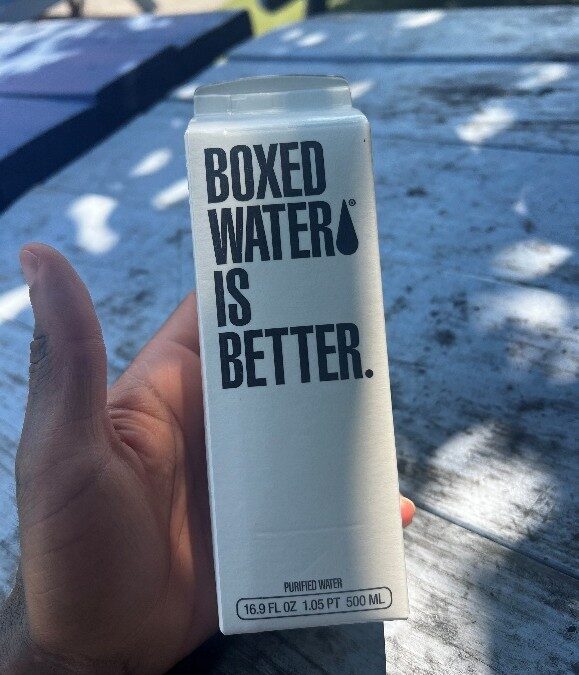 BOXED
WATER®
IS
BETTER.
PURIFIED WATER
16.9 FL OZ 1.05 PT 500 ML